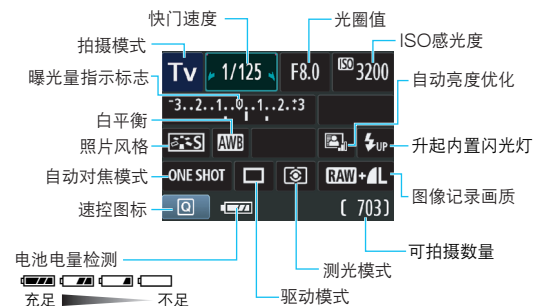 快门速度
光圈值
拍摄模式
ISO感光度
Tv 1/125 F8.0 ISO 3200
曝光量指示标志
自动亮度优化
-3..2..1..0..1..2.:3
白平衡
照片风格
S AWB UP
升起内置闪光灯
自动对焦模式
ONE SHOT RAW+L
图像记录画质
速控图标
Q [ 703]
可拍摄数量
电池电量检测
测光模式
充足 不足
驱动模式